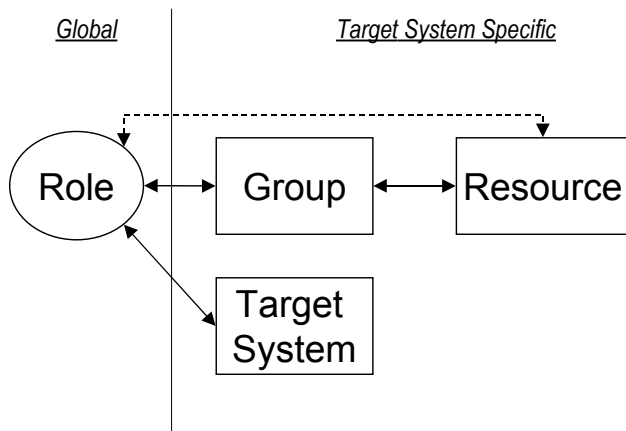 Global
Target System Specific
Role
Group
Resource
Target
System